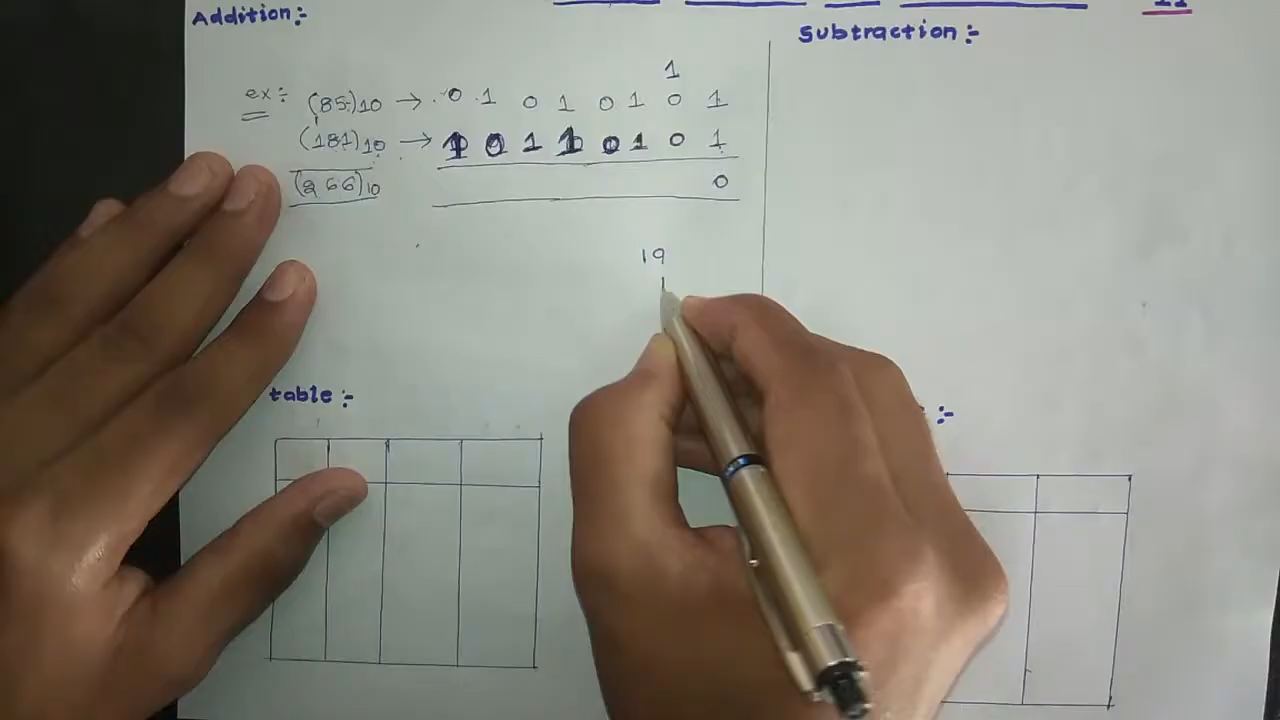 Addition:-
Subtraction:-
1
ex: (85)10 → 0 1 0 1 0 1 0 1
(181)10 → 1 0 1 1 0 1 0 1
(266)10 0
19
1
table:-
:-